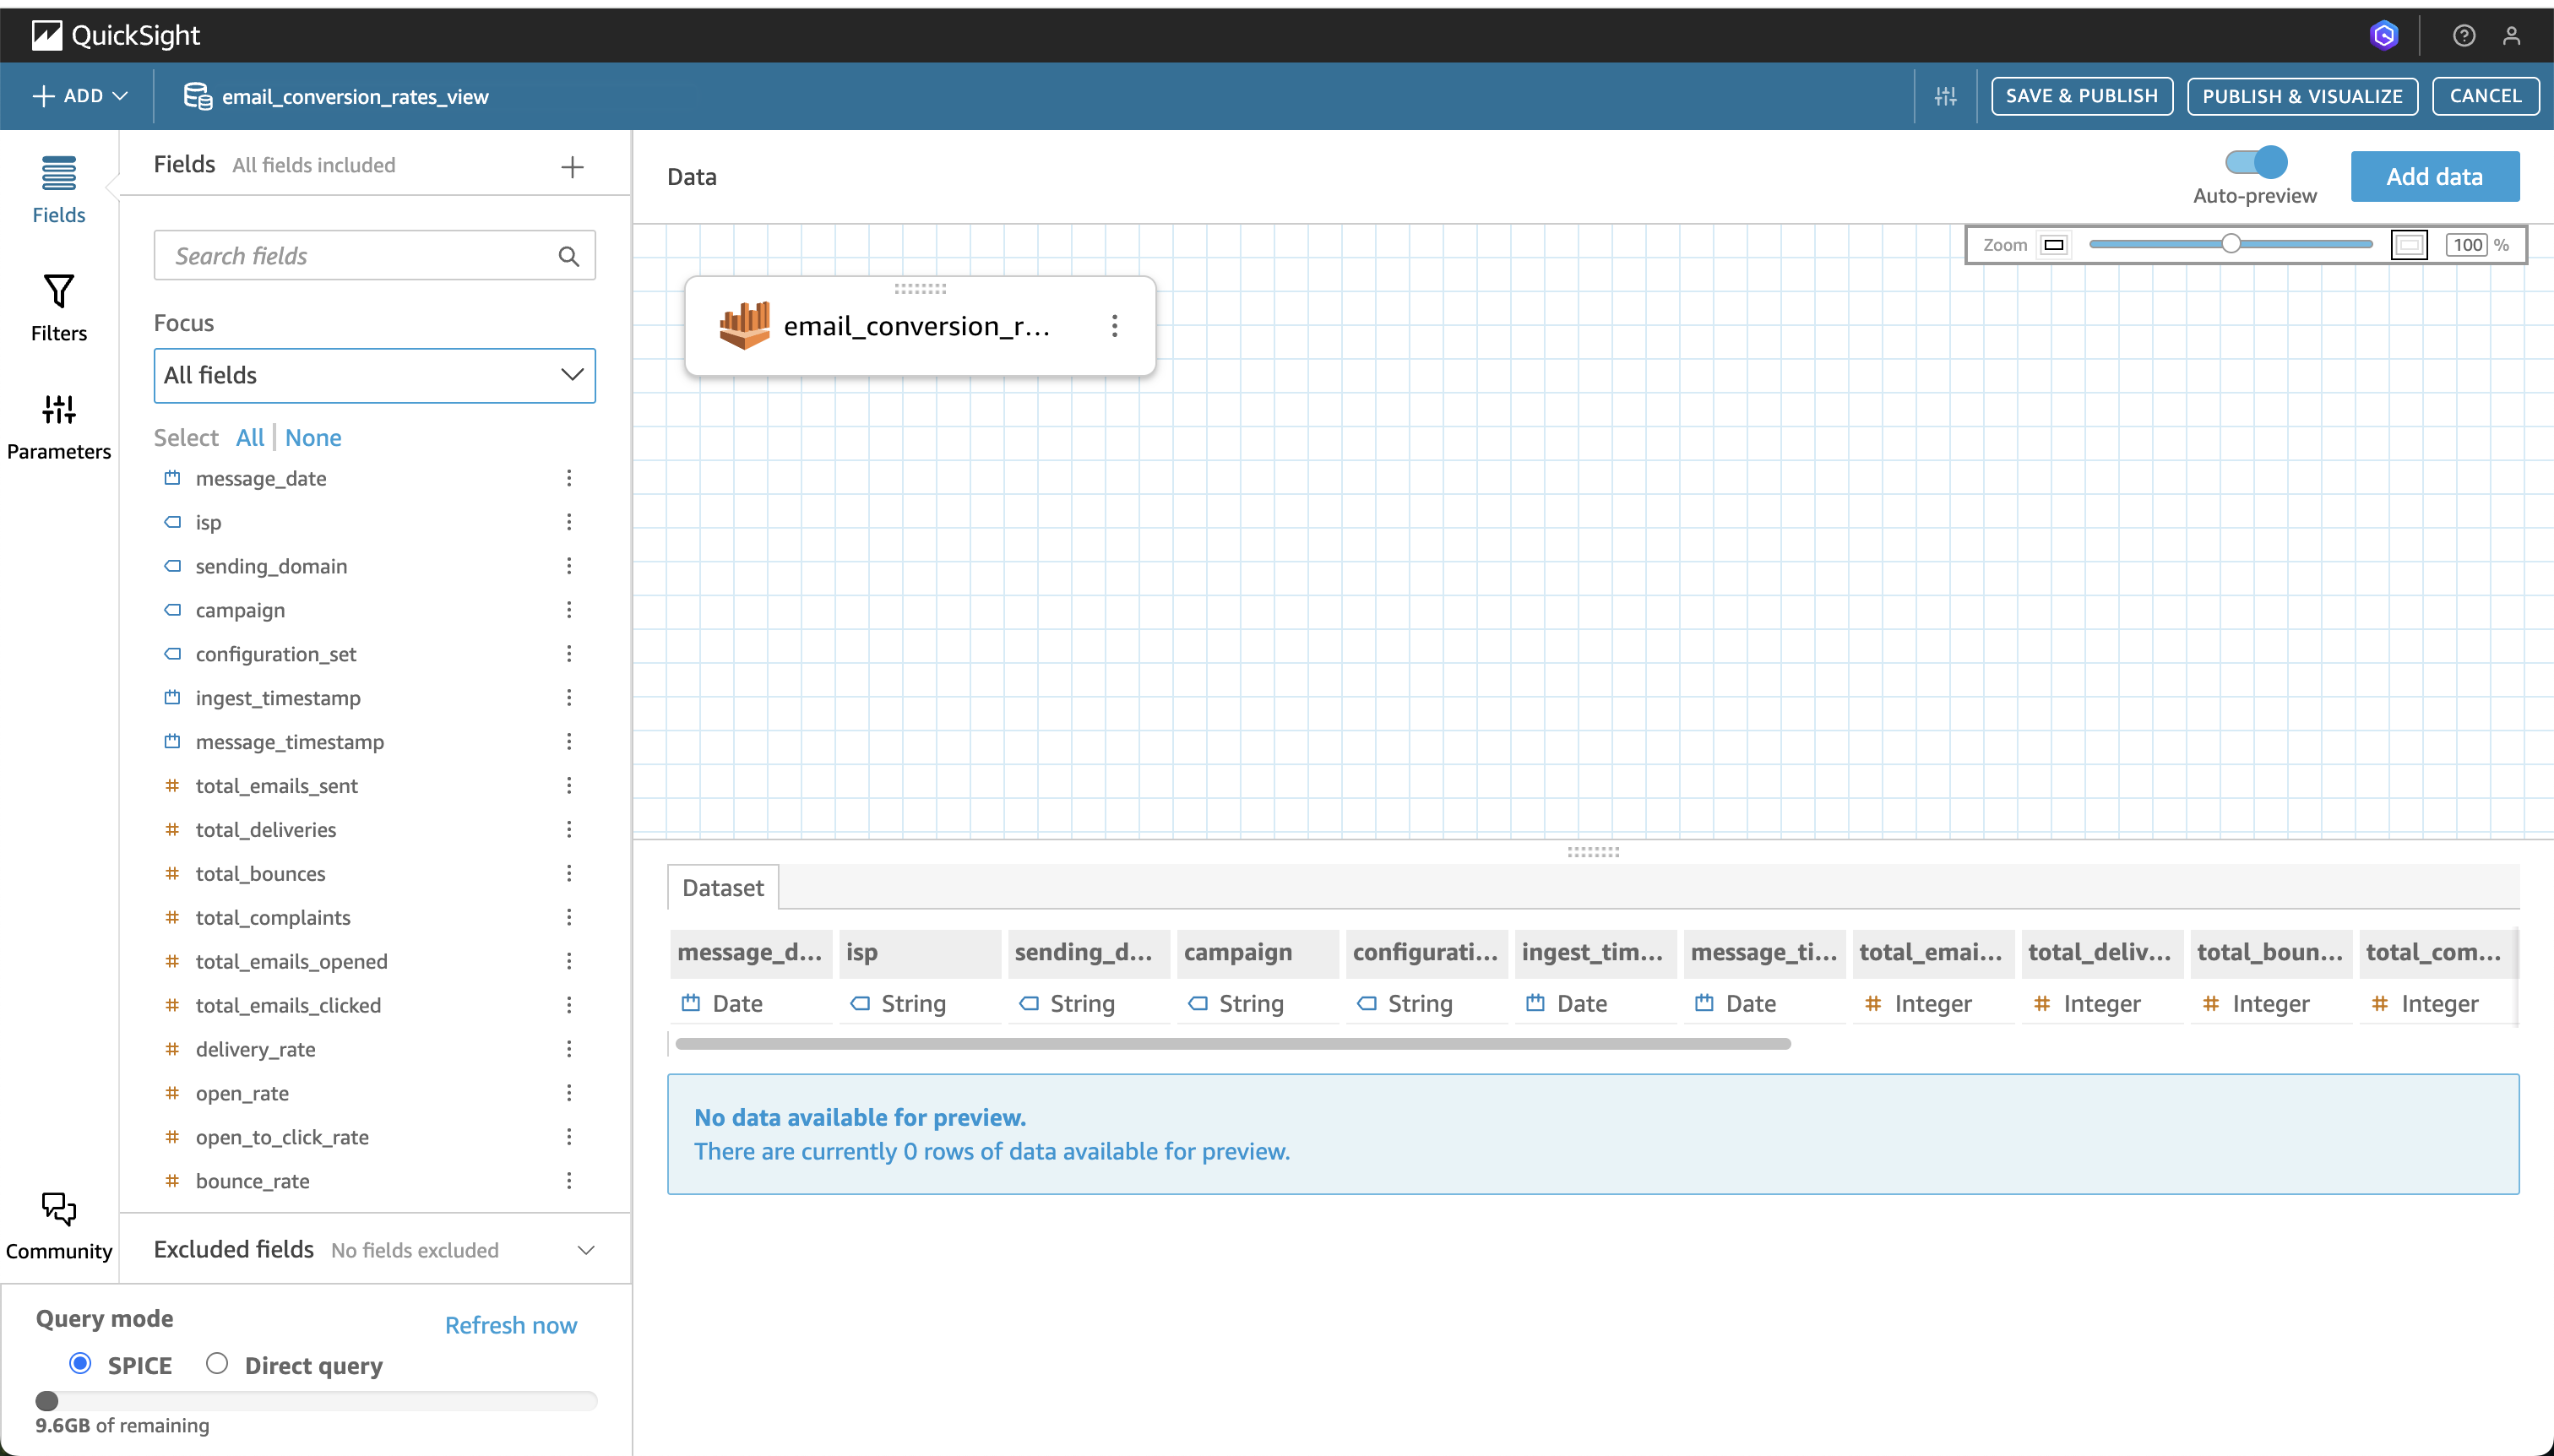 QuickSight
ADD
email_conversion_rates_view
SAVE & PUBLISH
PUBLISH & VISUALIZE
CANCEL
Fields
Filters
Parameters
Community
Fields All fields included
Search fields
Focus
All fields
Select All | None
message_date
isp
sending_domain
campaign
configuration_set
ingest_timestamp
message_timestamp
total_emails_sent
total_deliveries
total_bounces
total_complaints
total_emails_opened
total_emails_clicked
delivery_rate
open_rate
open_to_click_rate
bounce_rate
Excluded fields No fields excluded
Query mode
Refresh now
SPICE Direct query
9.6GB of remaining
Data
Auto-preview
Add data
Zoom 100 %
email_conversion_r...
Dataset
message_d... isp sending_d... campaign configurati... ingest_tim... message_ti... total_emai... total_deliv... total_boun... total_com...
Date String String String String Date Date # Integer # Integer # Integer # Integer
No data available for preview.
There are currently 0 rows of data available for preview.